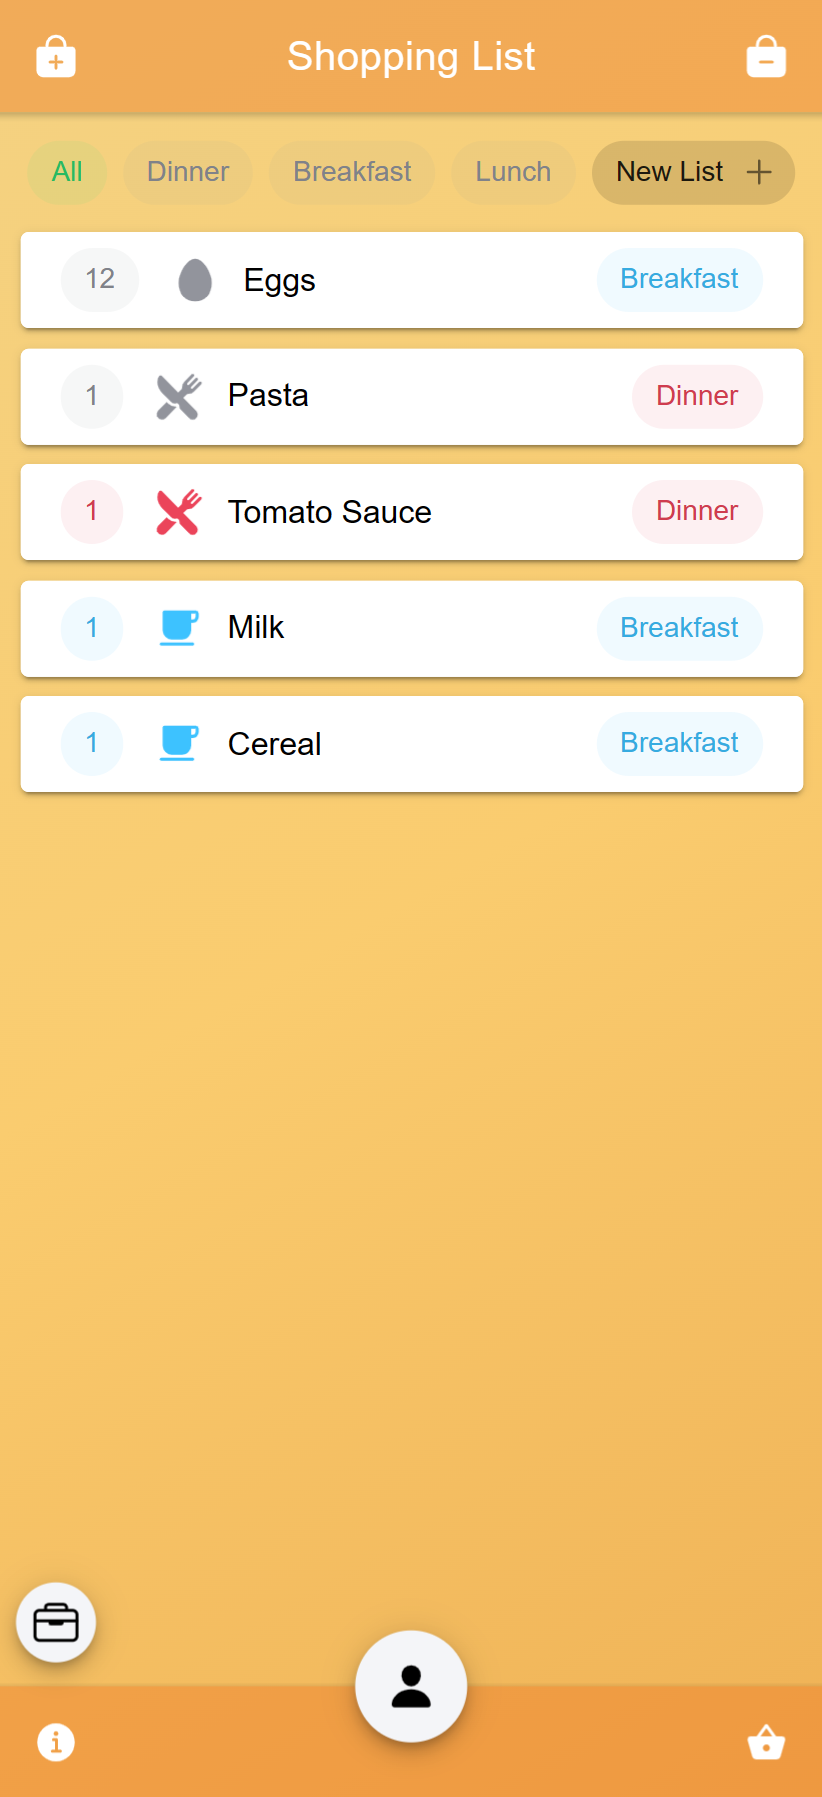 Shopping List
All Dinner Breakfast Lunch New List
12 Eggs Breakfast
1 Pasta Dinner
1 Tomato Sauce Dinner
1 Milk Breakfast
1 Cereal Breakfast